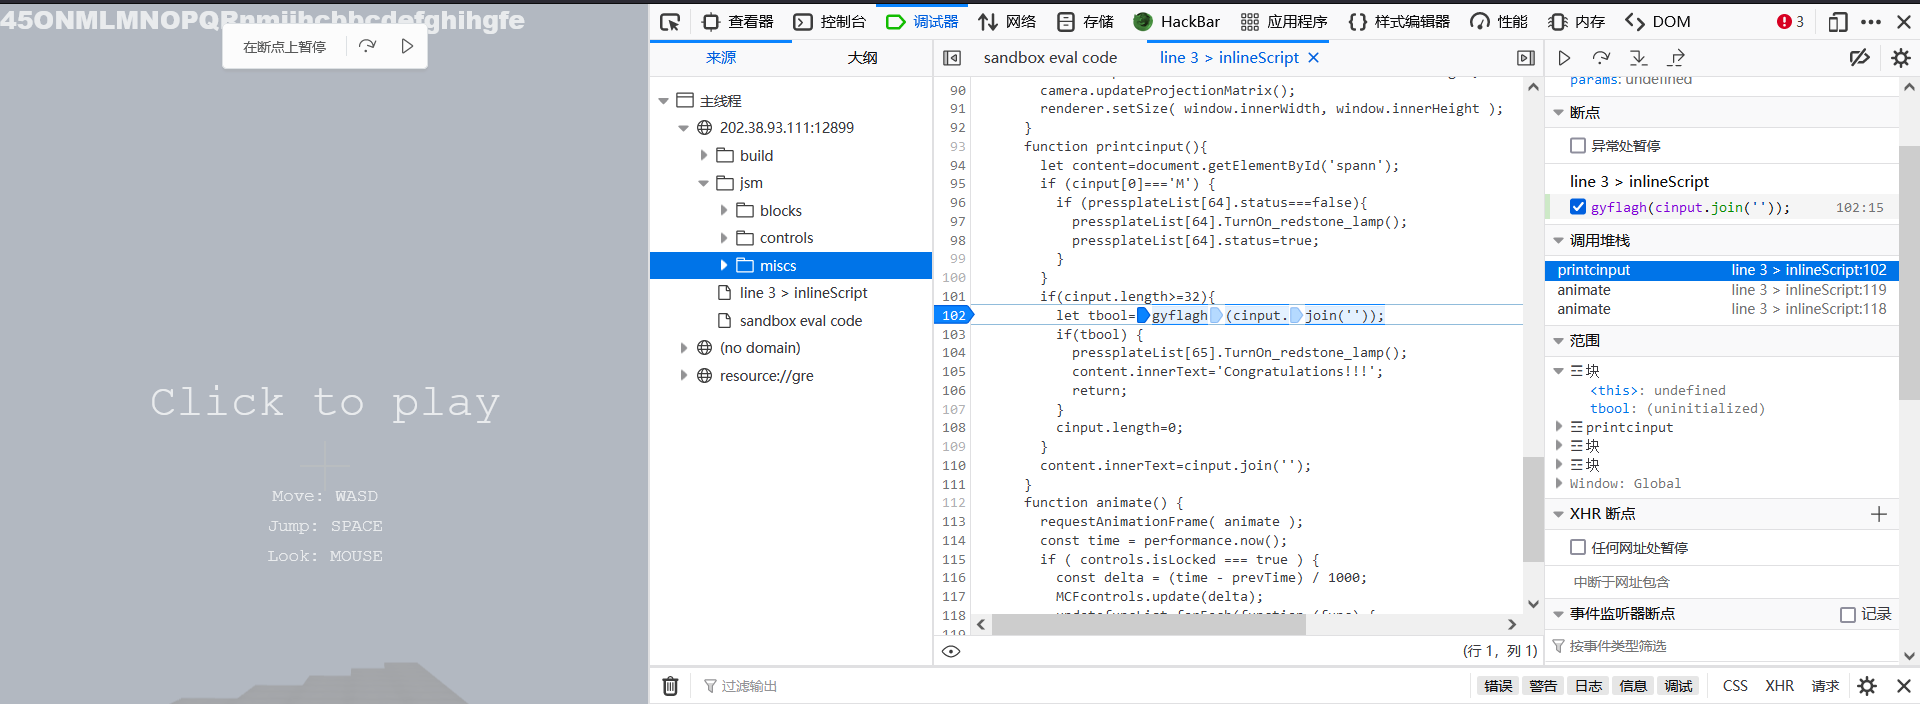 45ONMLMNOPQRnmjihcbbcdefghihgfe
在断点上暂停
Click to play
Move: WASD
Jump: SPACE
Look: MOUSE
查看器 控制台 调试器 网络 存储 HackBar 应用程序 样式编辑器 性能 内存 DOM 3
来源 大纲
主线程
202.38.93.111:12899
build
jsm
blocks
controls
miscs
line 3 > inlineScript
sandbox eval code
(no domain)
resource://gre
sandbox eval code line 3 > inlineScript
90 camera.updateProjectionMatrix();
91 renderer.setSize( window.innerWidth, window.innerHeight );
92 }
93 function printcinput(){
94 let content=document.getElementById('spann');
95 if (cinput[0]==='M') {
96 if (pressplateList[64].status===false){
97 pressplateList[64].TurnOn_redstone_lamp();
98 pressplateList[64].status=true;
99 }
100 }
101 if(cinput.length>=32){
102 let tbool=gyflagh(cinput.join(''));
103 if(tbool) {
104 pressplateList[65].TurnOn_redstone_lamp();
105 content.innerText='Congratulations!!!';
106 return;
107 }
108 cinput.length=0;
109 }
110 content.innerText=cinput.join('');
111 }
112 function animate() {
113 requestAnimationFrame( animate );
114 const time = performance.now();
115 if ( controls.isLocked === true ) {
116 const delta = (time - prevTime) / 1000;
117 MCFcontrols.update(delta);
118
119
(行 1，列 1)
params: undefined
断点
异常处暂停
line 3 > inlineScript
gyflagh(cinput.join('')); 102:15
调用堆栈
printcinput line 3 > inlineScript:102
animate line 3 > inlineScript:119
animate line 3 > inlineScript:118
范围
块
<this>: undefined
tbool: (uninitialized)
printcinput
块
块
Window: Global
XHR 断点
任何网址处暂停
中断于网址包含
事件监听器断点 记录
按事件类型筛选
过滤输出 错误 警告 日志 信息 调试 CSS XHR 请求